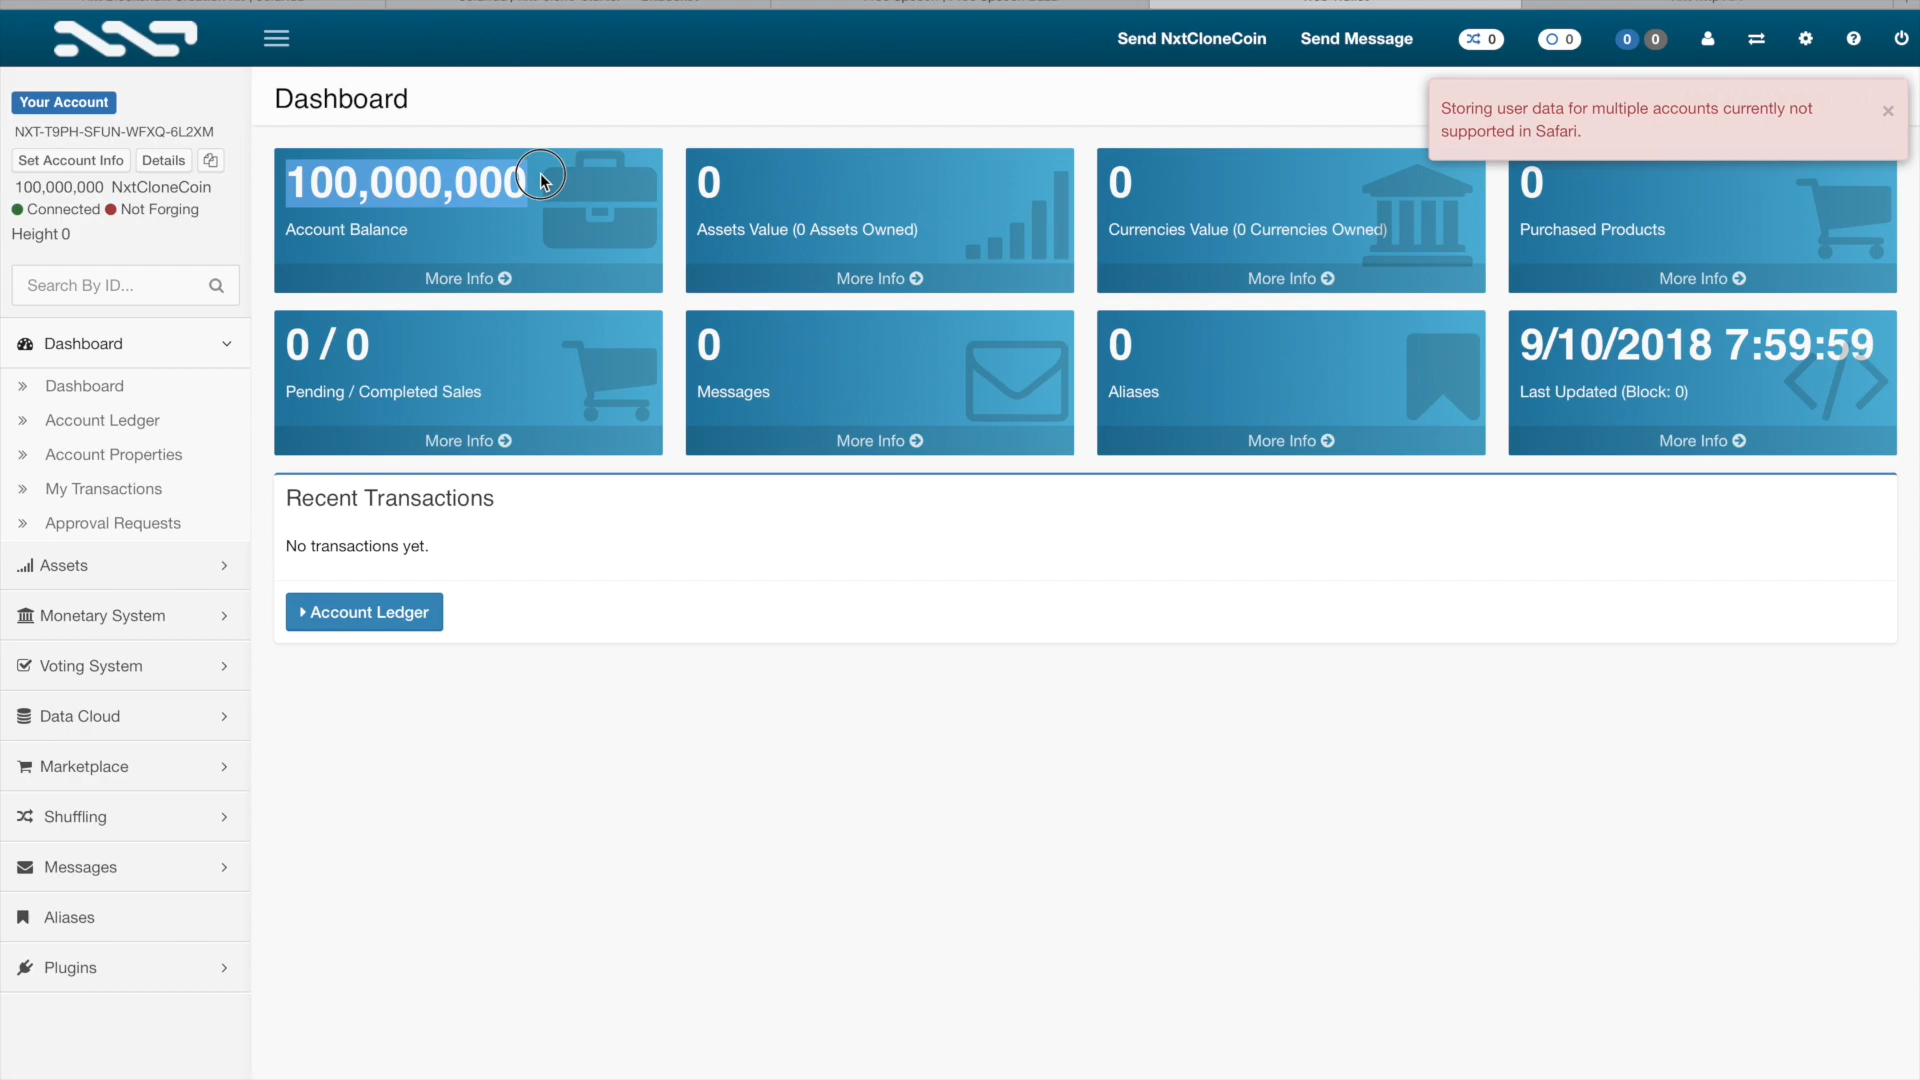 Send NxtCloneCoin
Send Message
0
0
0
0
Your Account
NXT-T9PH-SFUN-WFXQ-6L2XM
Set Account Info
Details
100,000,000 NxtCloneCoin
Connected
Not Forging
Height 0
Search By ID...
Dashboard
Dashboard
Account Ledger
Account Properties
My Transactions
Approval Requests
Assets
Monetary System
Voting System
Data Cloud
Marketplace
Shuffling
Messages
Aliases
Plugins
Dashboard
Storing user data for multiple accounts currently not
supported in Safari.
100,000,000
Account Balance
More Info
0
Assets Value (0 Assets Owned)
More Info
0
Currencies Value (0 Currencies Owned)
More Info
0
Purchased Products
More Info
0 / 0
Pending / Completed Sales
More Info
0
Messages
More Info
0
Aliases
More Info
9/10/2018 7:59:59
Last Updated (Block: 0)
More Info
Recent Transactions
No transactions yet.
Account Ledger